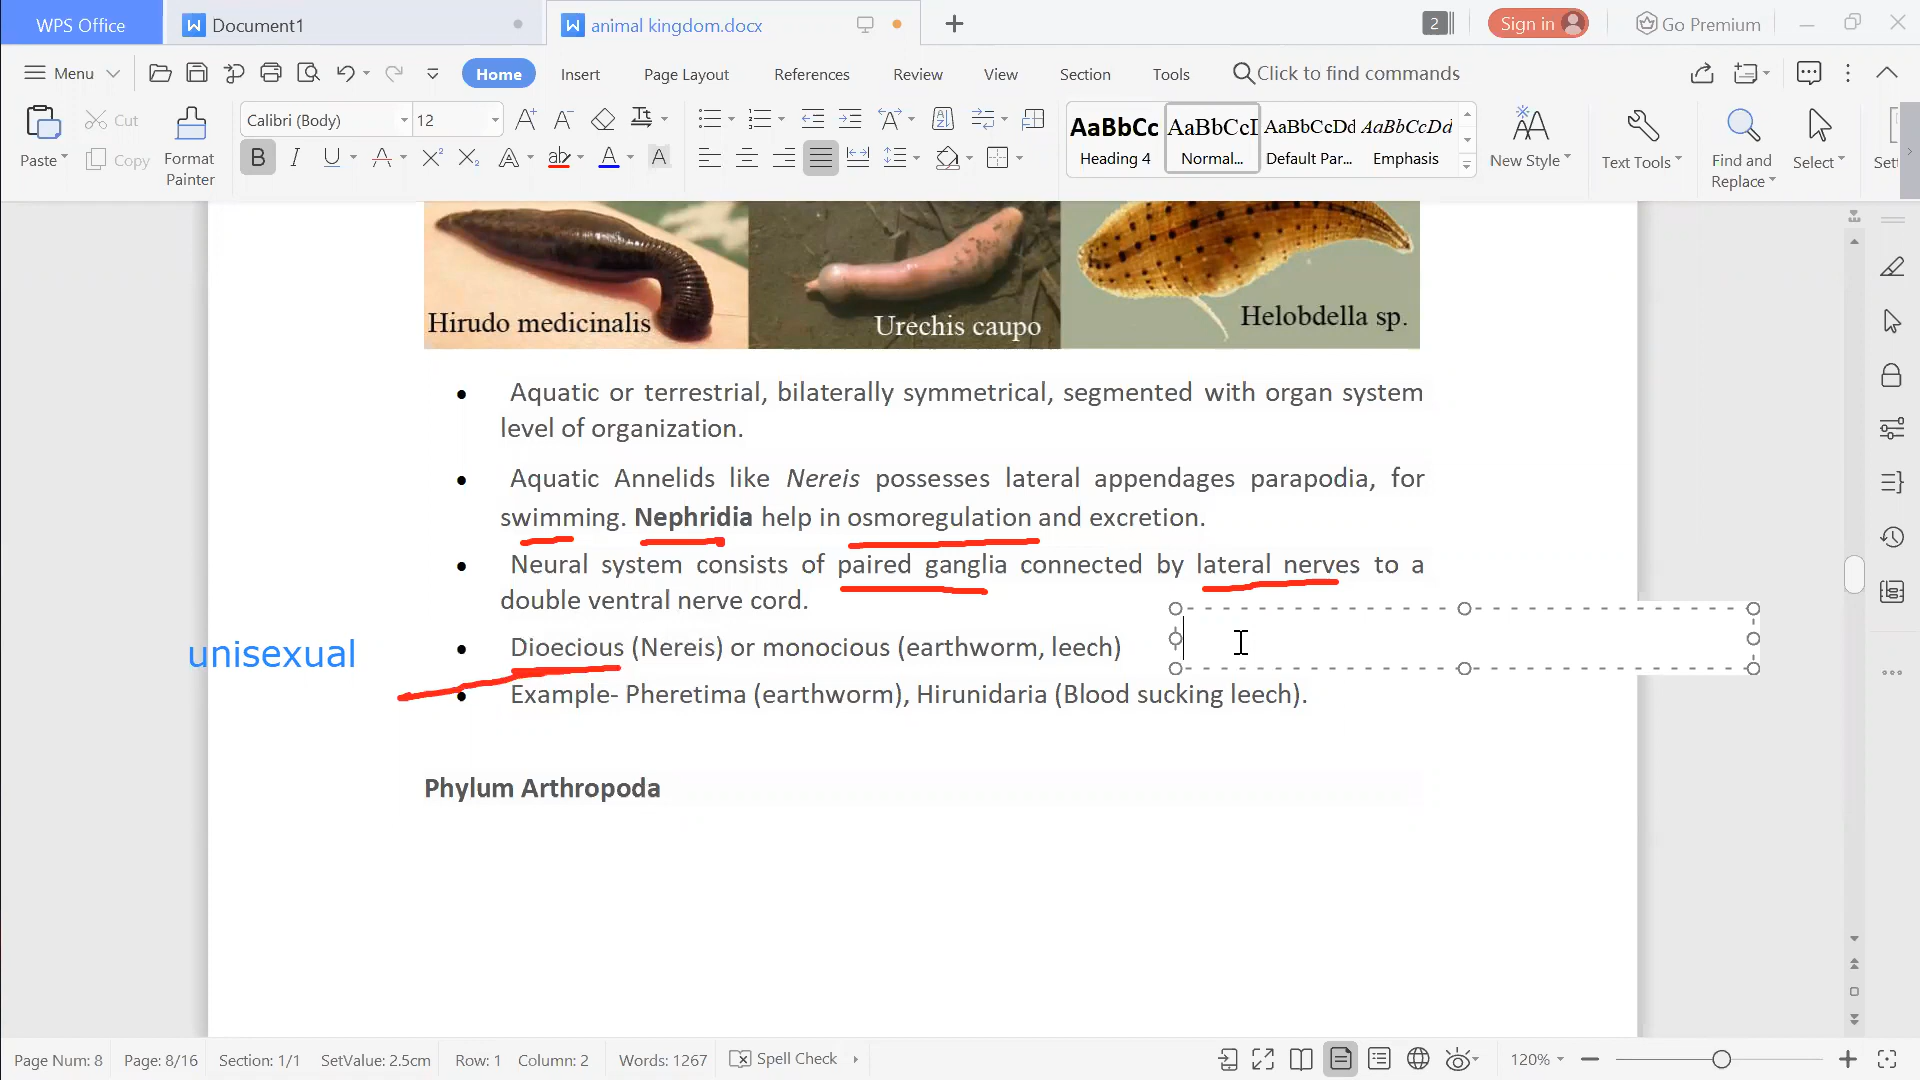 WPS Office
Document1
animal kingdom.docx
2
Sign in
Go Premium
Menu
Home
Insert
Page Layout
References
Review
View
Section
Tools
Click to find commands
Paste
Cut
Copy
Format
Painter
Calibri (Body)
12
AaBbCc
Heading 4
AaBbCcD
Normal...
AaBbCcDd
Default Par...
AaBbCcDd
Emphasis
New Style
Text Tools
Find and
Replace
Select
Hirudo medicinalis
Urechis caupo
Helobdella sp.
Aquatic or terrestrial, bilaterally symmetrical, segmented with organ system
level of organization.
Aquatic Annelids like Nereis possesses lateral appendages parapodia, for
swimming. Nephridia help in osmoregulation and excretion.
Neural system consists of paired ganglia connected by lateral nerves to a
double ventral nerve cord.
unisexual
Dioecious (Nereis) or monocious (earthworm, leech)
Example- Pheretima (earthworm), Hirunidaria (Blood sucking leech).
Phylum Arthropoda
Page Num: 8
Page: 8/16
Section: 1/1
SetValue: 2.5cm
Row: 1
Column: 2
Words: 1267
Spell Check
120%